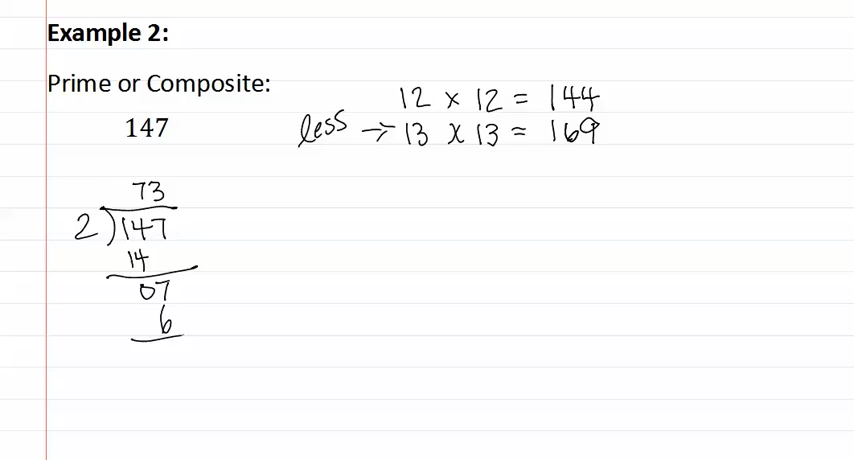 Example 2:
Prime or Composite:
12 x 12 = 144
147
less → 13 x 13 = 169
73
2)147
14
07
6